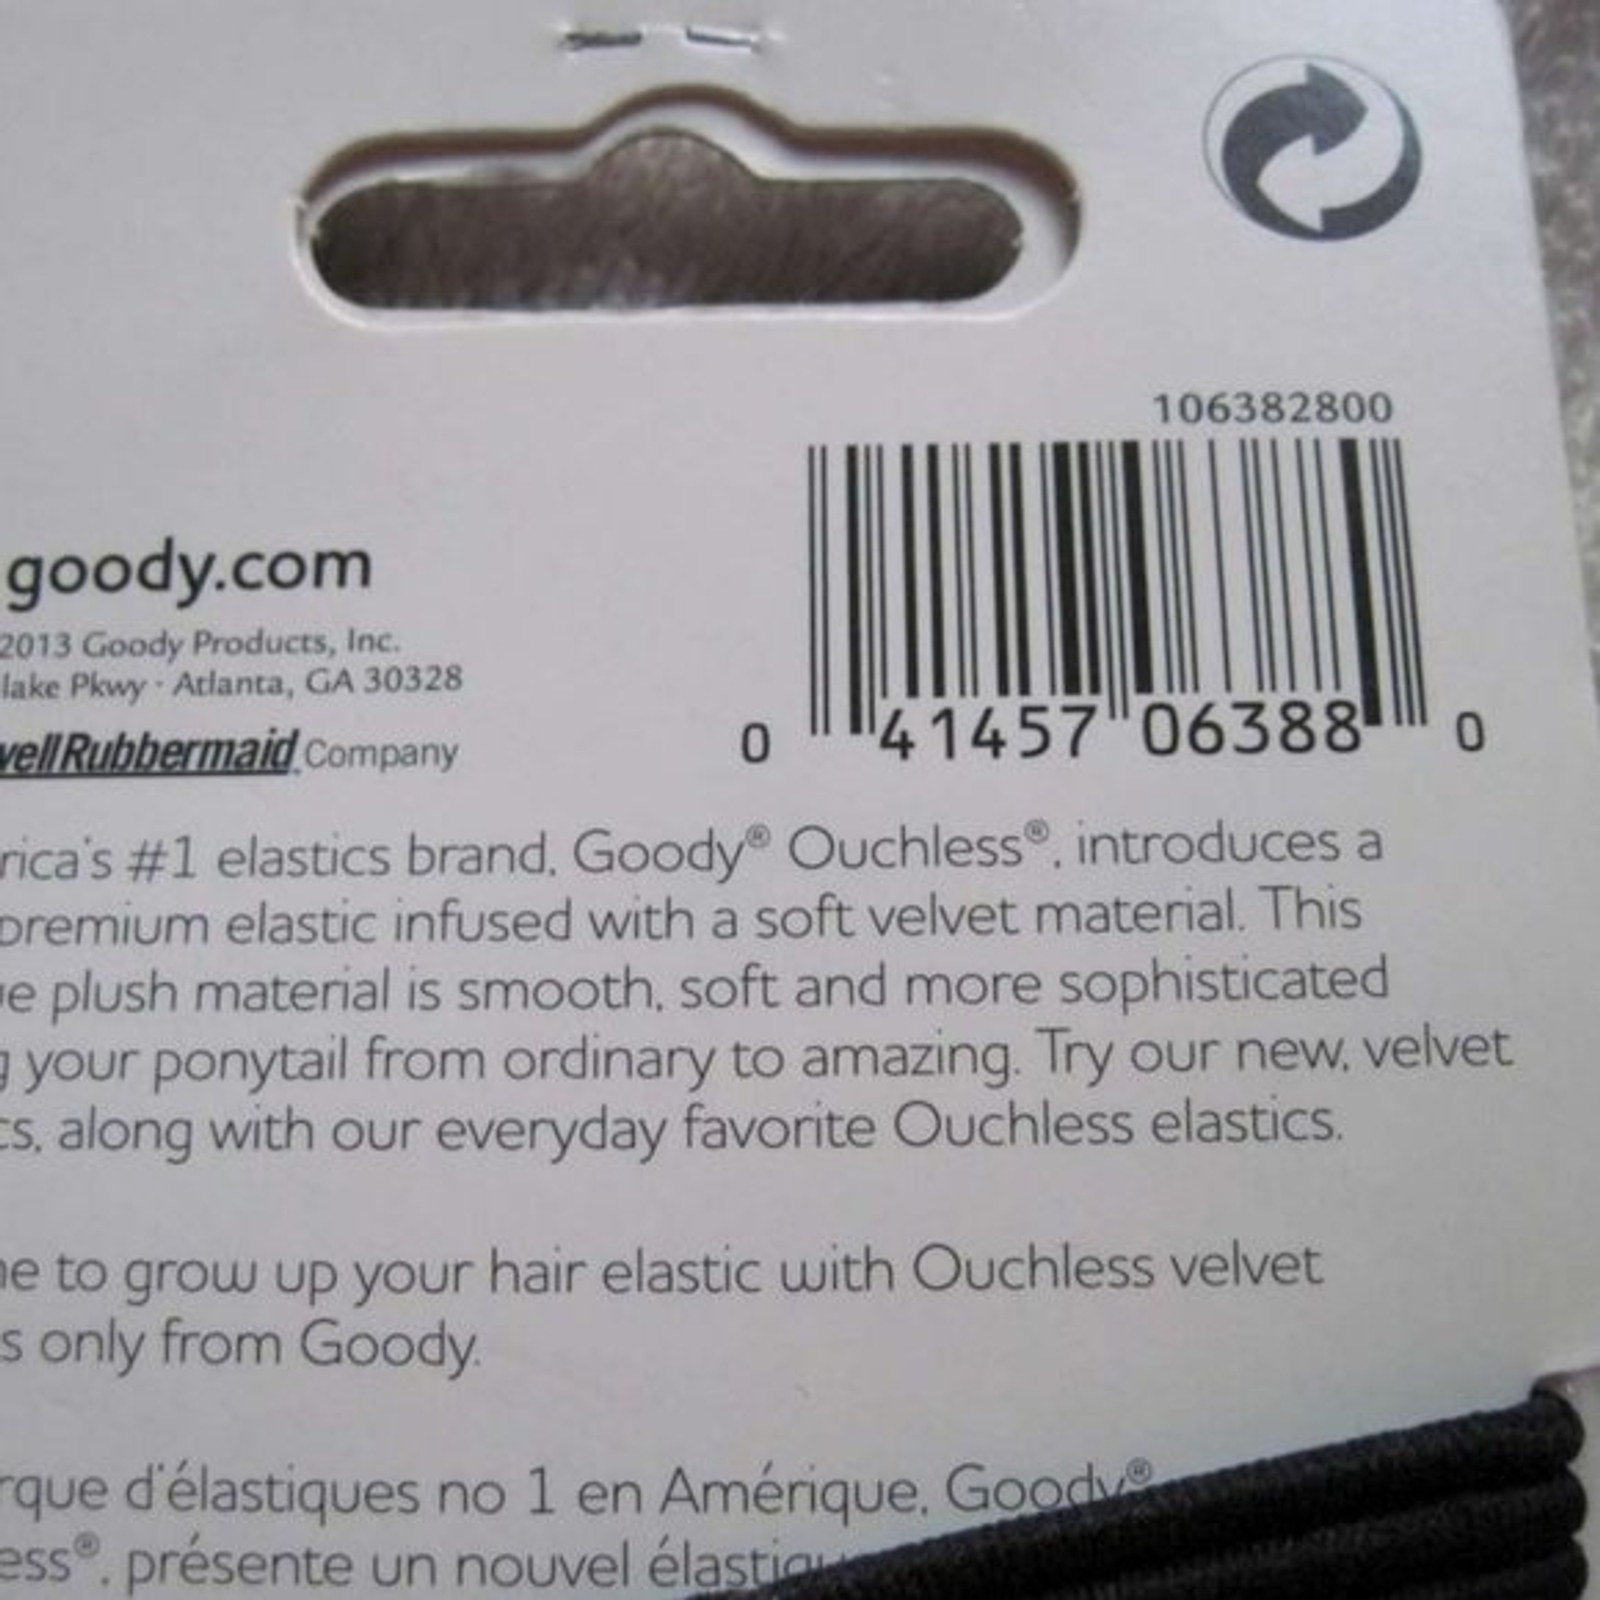 106382800
goody.com
2013 Goody Products, Inc.
lake Pkwy · Atlanta, GA 30328
wellRubbermaid Company
0 41457 06388 0
rica's #1 elastics brand, Goody® Ouchless®, introduces a
premium elastic infused with a soft velvet material. This
ue plush material is smooth, soft and more sophisticated
g your ponytail from ordinary to amazing. Try our new, velvet
cs, along with our everyday favorite Ouchless elastics.
ne to grow up your hair elastic with Ouchless velvet
s only from Goody.
rque d'élastiques no 1 en Amérique, Goody®
ess®, présente un nouvel élastiqu